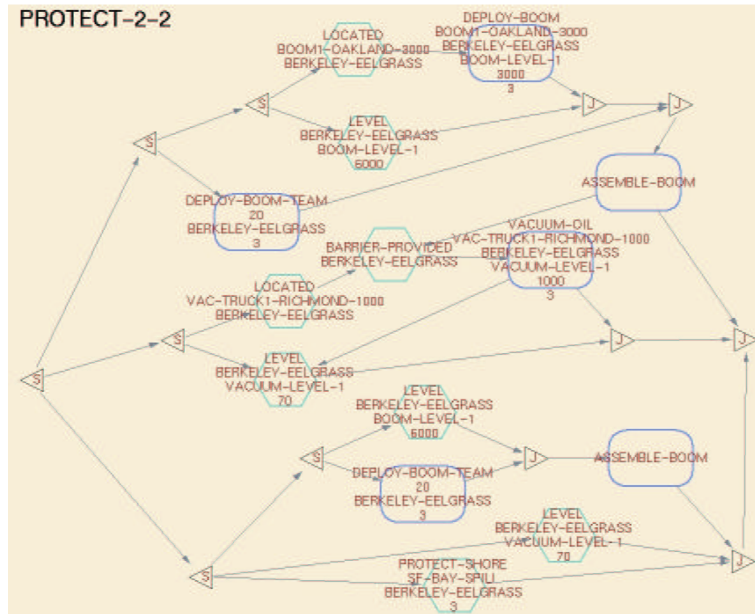 PROTECT-2-2
LOCATED
BOOM1-OAKLAND-3000
BERKELEY-EELGRASS
DEPLOY-BOOM
BOOM1-OAKLAND-3000
BERKELEY-EELGRASS
BOOM-LEVEL-1
3000
3
S
J
J
LEVEL
BERKELEY-EELGRASS
BOOM-LEVEL-1
6000
S
ASSEMBLE-BOOM
DEPLOY-BOOM-TEAM
20
BERKELEY-EELGRASS
3
BARRIER-PROVIDED
BERKELEY-EELGRASS
VACUUM-OIL
VAC-TRUCK1-RICHMOND-1000
BERKELEY-EELGRASS
VACUUM-LEVEL-1
1000
3
LOCATED
VAC-TRUCK1-RICHMOND-1000
BERKELEY-EELGRASS
S
J
J
LEVEL
BERKELEY-EELGRASS
VACUUM-LEVEL-1
70
S
LEVEL
BERKELEY-EELGRASS
BOOM-LEVEL-1
6000
S
J
ASSEMBLE-BOOM
DEPLOY-BOOM-TEAM
20
BERKELEY-EELGRASS
3
LEVEL
BERKELEY-EELGRASS
VACUUM-LEVEL-1
70
S
J
PROTECT-SHORE
SF-BAY-SPILI
BERKELEY-EELGRASS
3